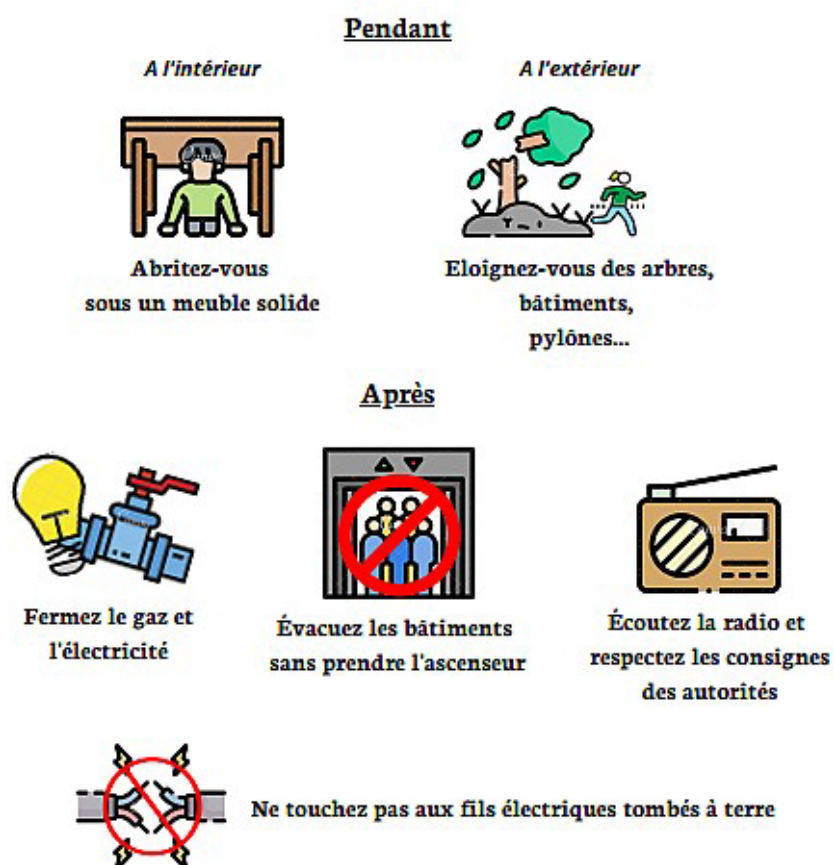 Pendant
A l'intérieur
A l'extérieur
Abritez-vous
sous un meuble solide
Eloignez-vous des arbres,
bâtiments,
pylônes...
Après
Fermez le gaz et
l'électricité
Évacuez les bâtiments
sans prendre l'ascenseur
Écoutez la radio et
respectez les consignes
des autorités
Ne touchez pas aux fils électriques tombés à terre